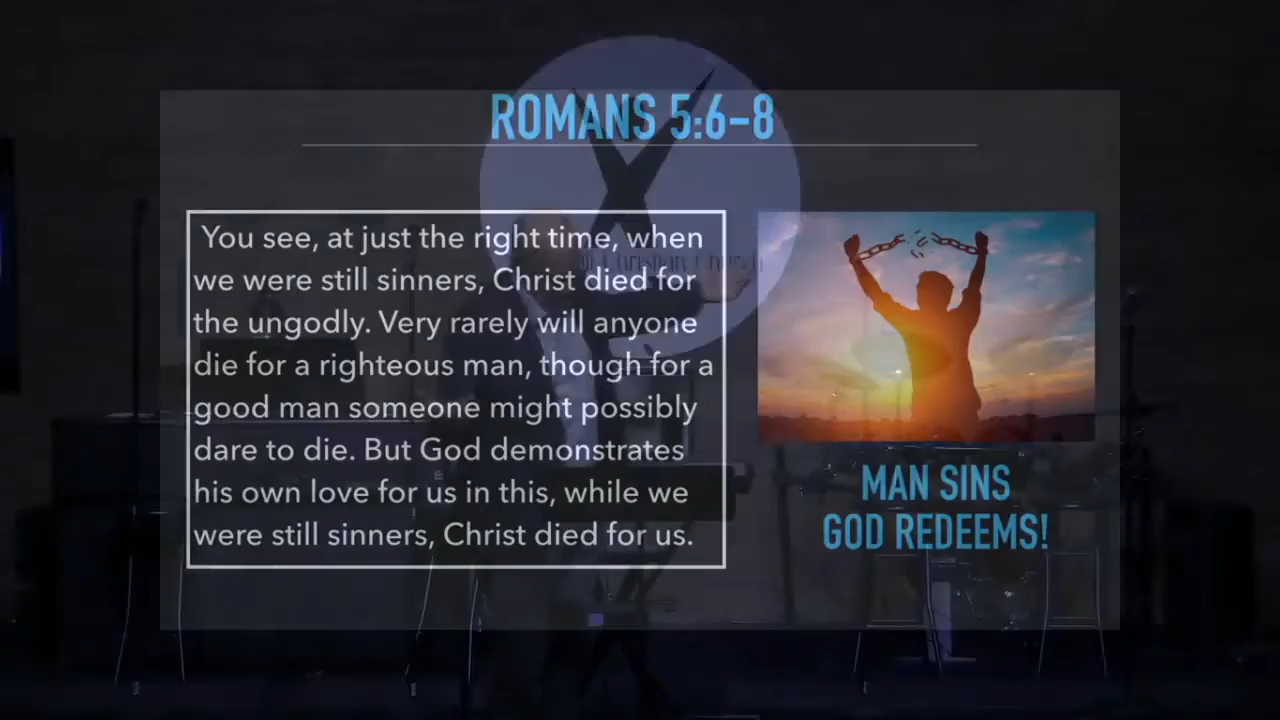 ROMANS 5:6-8
You see, at just the right time, when
we were still sinners, Christ died for
the ungodly. Very rarely will anyone
die for a righteous man, though for a
good man someone might possibly
dare to die. But God demonstrates
his own love for us in this, while we
were still sinners, Christ died for us.
Christian Church
MAN SINS
GOD REDEEMS!